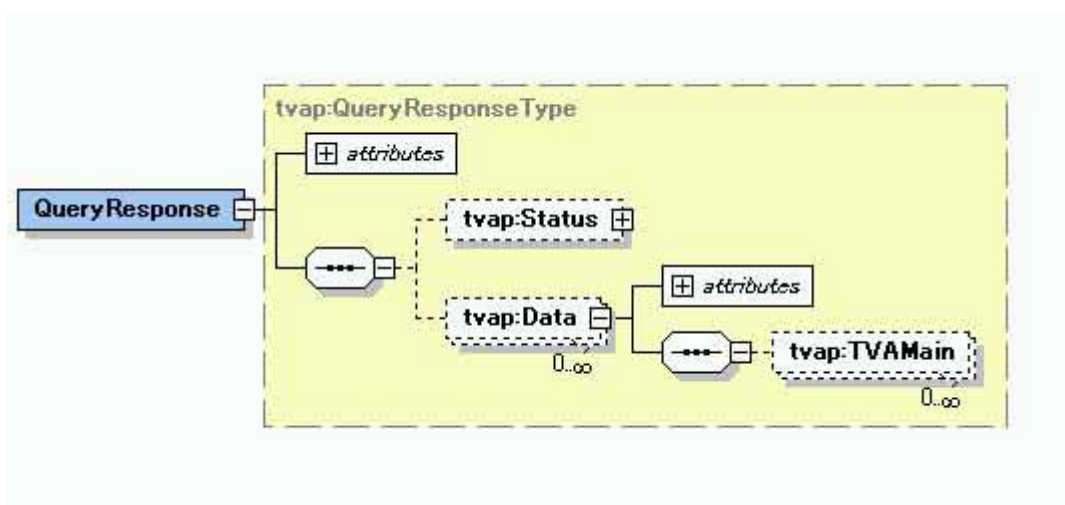 tvap:QueryResponseType
attributes
QueryResponse
tvap:Status
attributes
tvap:Data
0..∞
tvap:TVAMain
0..∞